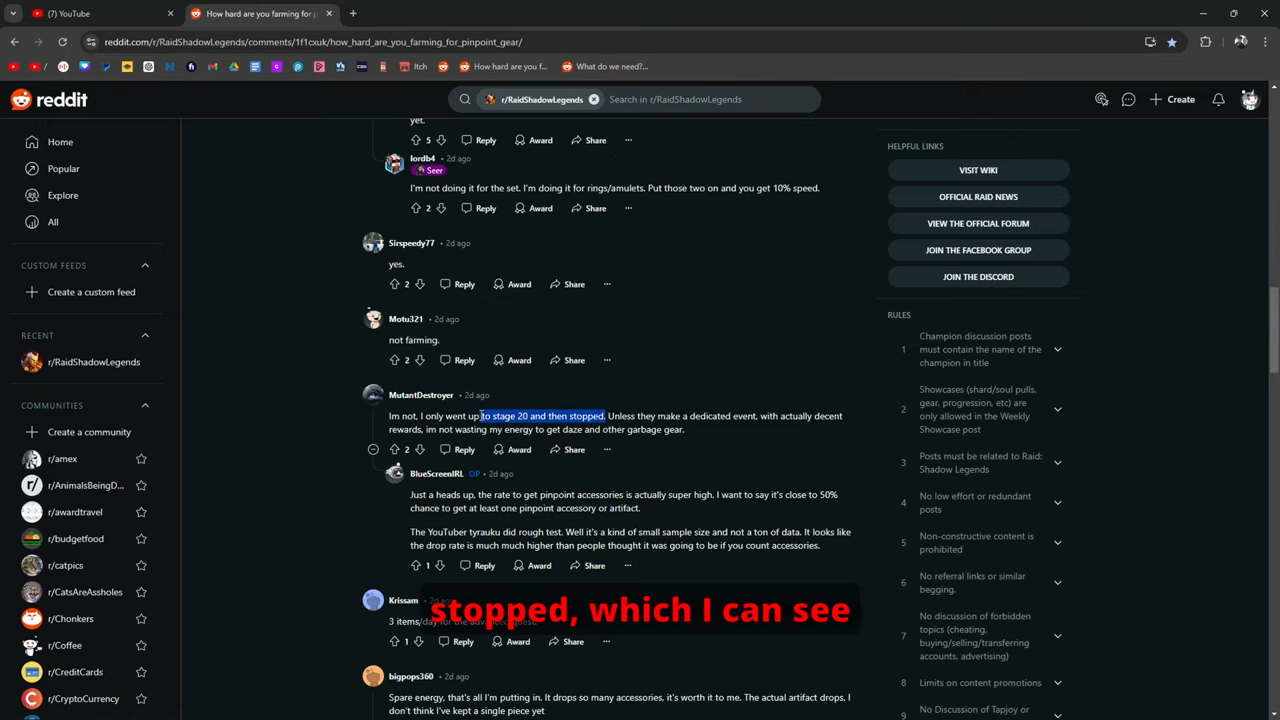 (7) YouTube
How hard are you farming for p
reddit.com/r/RaidShadowLegends/comments/1f1cxuk/how_hard_are_you_farming_for_pinpoint_gear/
Itch
How hard are you f...
What do we need?...
reddit
r/RaidShadowLegends
Search in r/RaidShadowLegends
Create
Home
Popular
Explore
All
CUSTOM FEEDS
Create a custom feed
RECENT
r/RaidShadowLegends
COMMUNITIES
Create a community
r/amex
r/AnimalsBeingD...
r/awardtravel
r/budgetfood
r/catpics
r/CatsAreAssholes
r/Chonkers
r/Coffee
r/CreditCards
r/CryptoCurrency
yet.
5 Reply Award Share
lordb4 2d ago
Seer
I'm not doing it for the set. I'm doing it for rings/amulets. Put those two on and you get 10% speed.
2 Reply Award Share
Sirspeedy77 2d ago
yes.
2 Reply Award Share
Motu321 2d ago
not farming.
2 Reply Award Share
MutantDestroyer 2d ago
Im not, I only went up to stage 20 and then stopped. Unless they make a dedicated event, with actually decent
rewards, im not wasting my energy to get daze and other garbage gear.
2 Reply Award Share
BlueScreenIRL OP 2d ago
Just a heads up, the rate to get pinpoint accessories is actually super high. I want to say it's close to 50%
chance to get at least one pinpoint accessory or artifact.
The YouTuber tyrauku did rough test. Well it's a kind of small sample size and not a ton of data. It looks like
the drop rate is much much higher than people thought it was going to be if you count accessories.
1 Reply Award Share
Krissam 2d ago
stopped, which I can see
3 items/day for the advanced quest.
1 Reply Award Share
bigpops360 2d ago
Spare energy, that's all I'm putting in. It drops so many accessories, it's worth it to me. The actual artifact drops, I
don't think I've kept a single piece yet
HELPFUL LINKS
VISIT WIKI
OFFICIAL RAID NEWS
VIEW THE OFFICIAL FORUM
JOIN THE FACEBOOK GROUP
JOIN THE DISCORD
RULES
1 Champion discussion posts
must contain the name of the
champion in title
2 Showcases (shard/soul pulls,
gear, progression, etc) are
only allowed in the Weekly
Showcase post
3 Posts must be related to Raid:
Shadow Legends
4 No low effort or redundant
posts
5 Non-constructive content is
prohibited
6 No referral links or similar
begging.
7 No discussion of forbidden
topics (cheating,
buying/selling/transferring
accounts, advertising)
8 Limits on content promotions
9 No Discussion of Tapjoy or